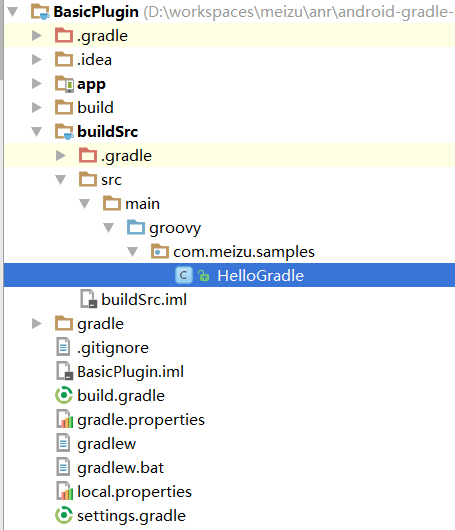 BasicPlugin (D:\workspaces\meizu\anr\android-gradle-
.gradle
.idea
app
build
buildSrc
.gradle
src
main
groovy
com.meizu.samples
C HelloGradle
buildSrc.iml
gradle
.gitignore
BasicPlugin.iml
build.gradle
gradle.properties
gradlew
gradlew.bat
local.properties
settings.gradle